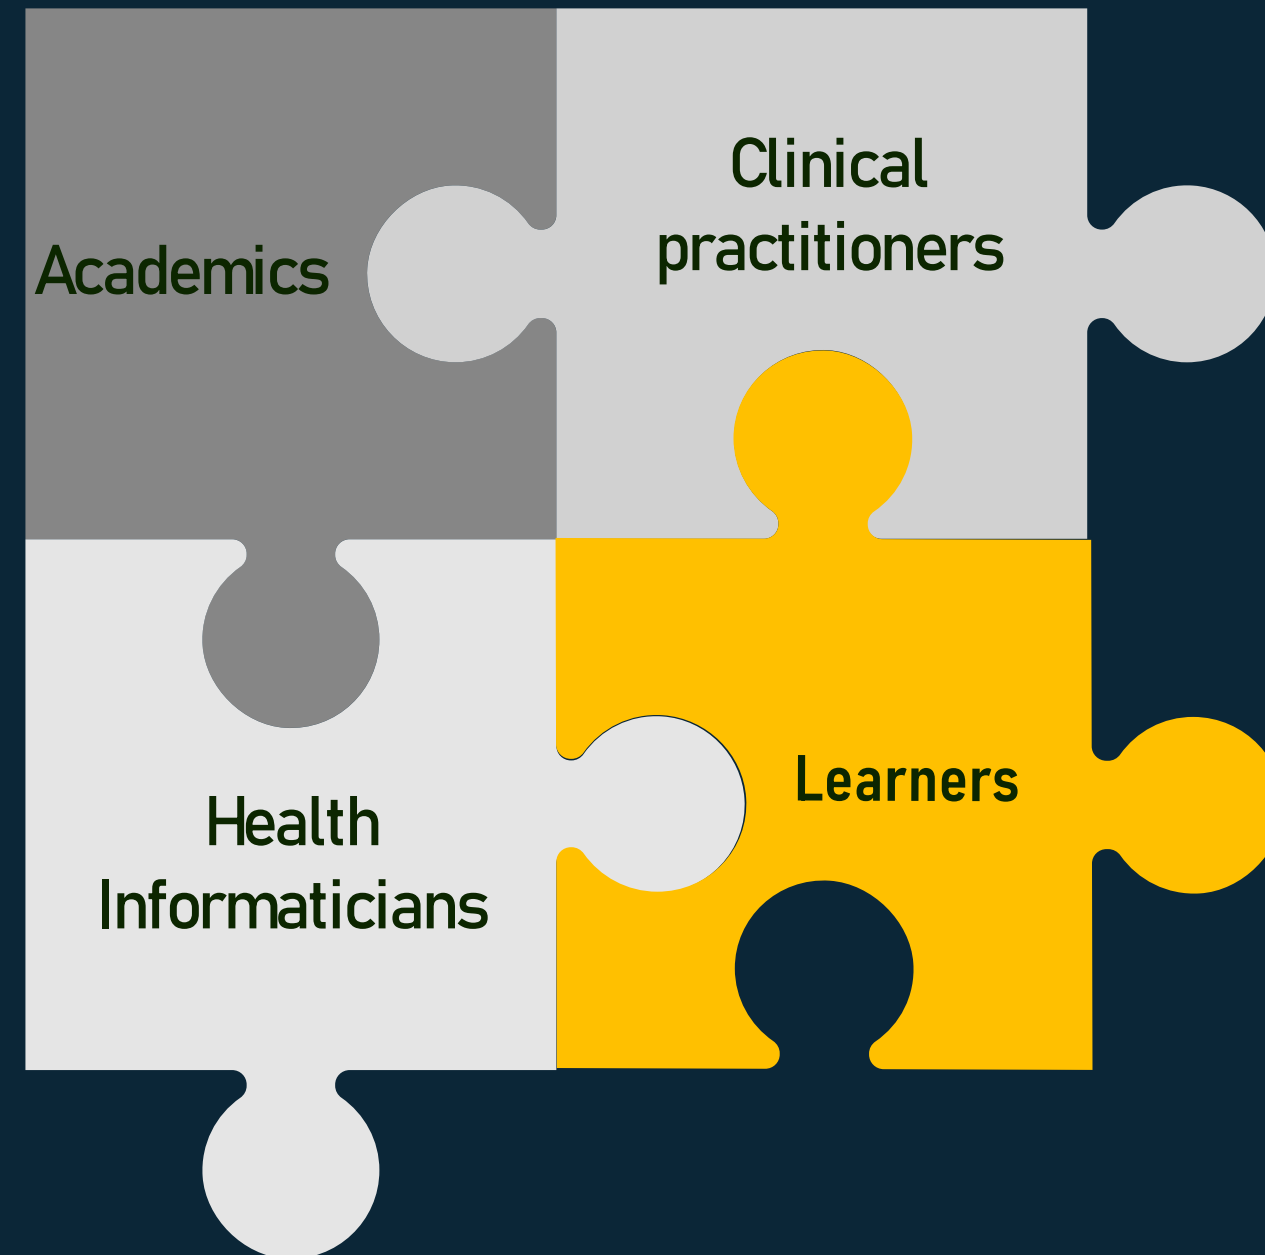 Academics
Clinical
practitioners
Health
Informaticians
Learners